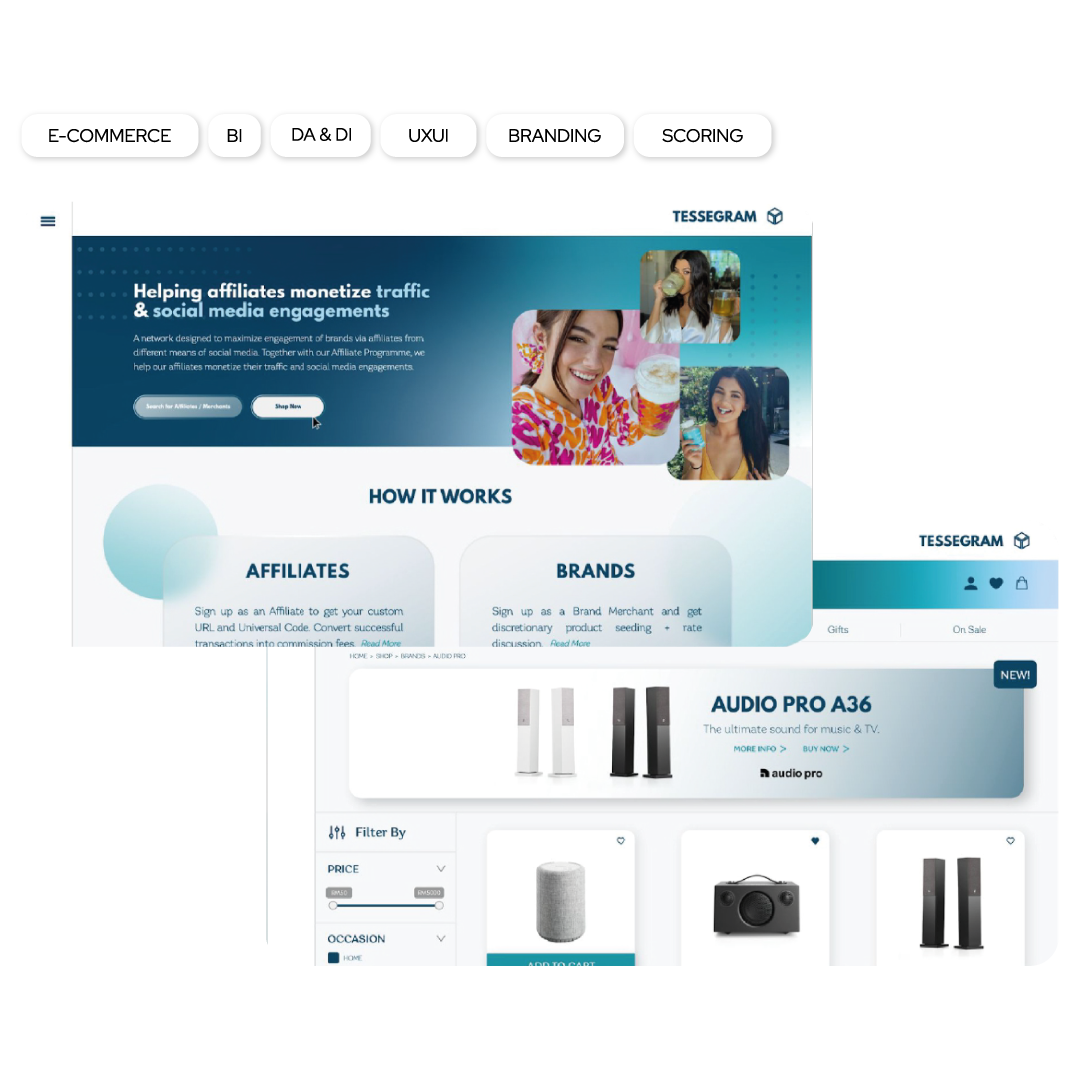 E-COMMERCE
BI
DA & DI
UXUI
BRANDING
SCORING
TESSEGRAM
Helping affiliates monetize traffic
& social media engagements
A network designed to maximize engagement of brands via affiliates from
different means of social media. Together with our Affiliate Programme, we
help our affiliates monetize their traffic and social media engagements.
Search for Affiliates / Merchants
Shop Now
HOW IT WORKS
AFFILIATES
Sign up as an Affiliate to get your custom
URL and Universal Code. Convert successful
transactions into commission fees. Read More
BRANDS
Sign up as a Brand Merchant and get
discretionary product seeding + rate
discussion. Read More
TESSEGRAM
Gifts
On Sale
HOME > SHOP > BRANDS > AUDIO PRO
NEW!
AUDIO PRO A36
The ultimate sound for music & TV.
MORE INFO >
BUY NOW >
audio pro
Filter By
PRICE
RM50
RM5000
OCCASION
HOME
ADD TO CART